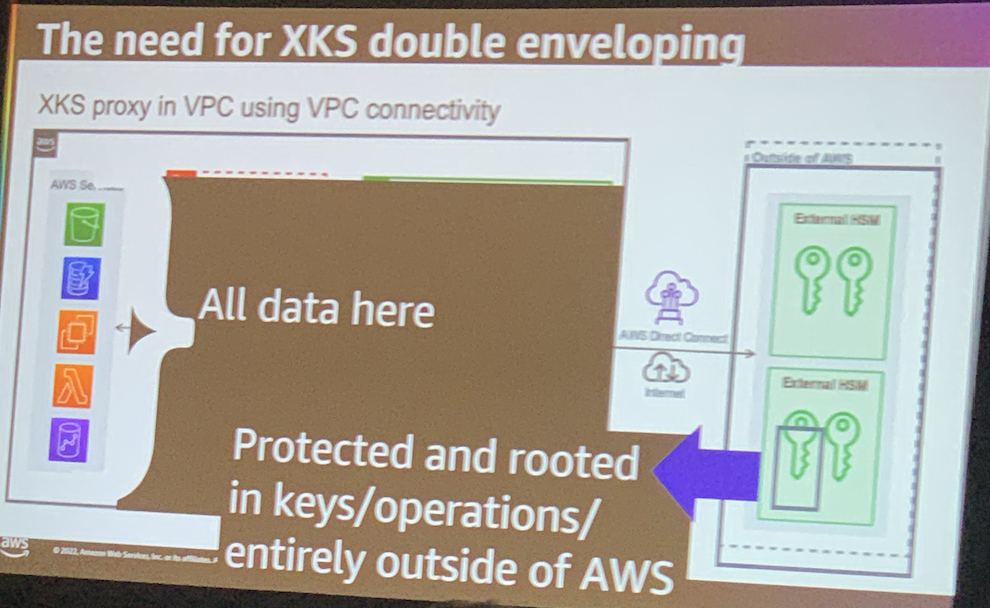 The need for XKS double enveloping
XKS proxy in VPC using VPC connectivity
aws
AWS Se
Outside of AWS
External HSM
All data here
AWS Direct Connect
Internet
External HSM
Protected and rooted
in keys/operations/
entirely outside of AWS
aws
© 2022, Amazon Web Services, Inc. or its affiliates.